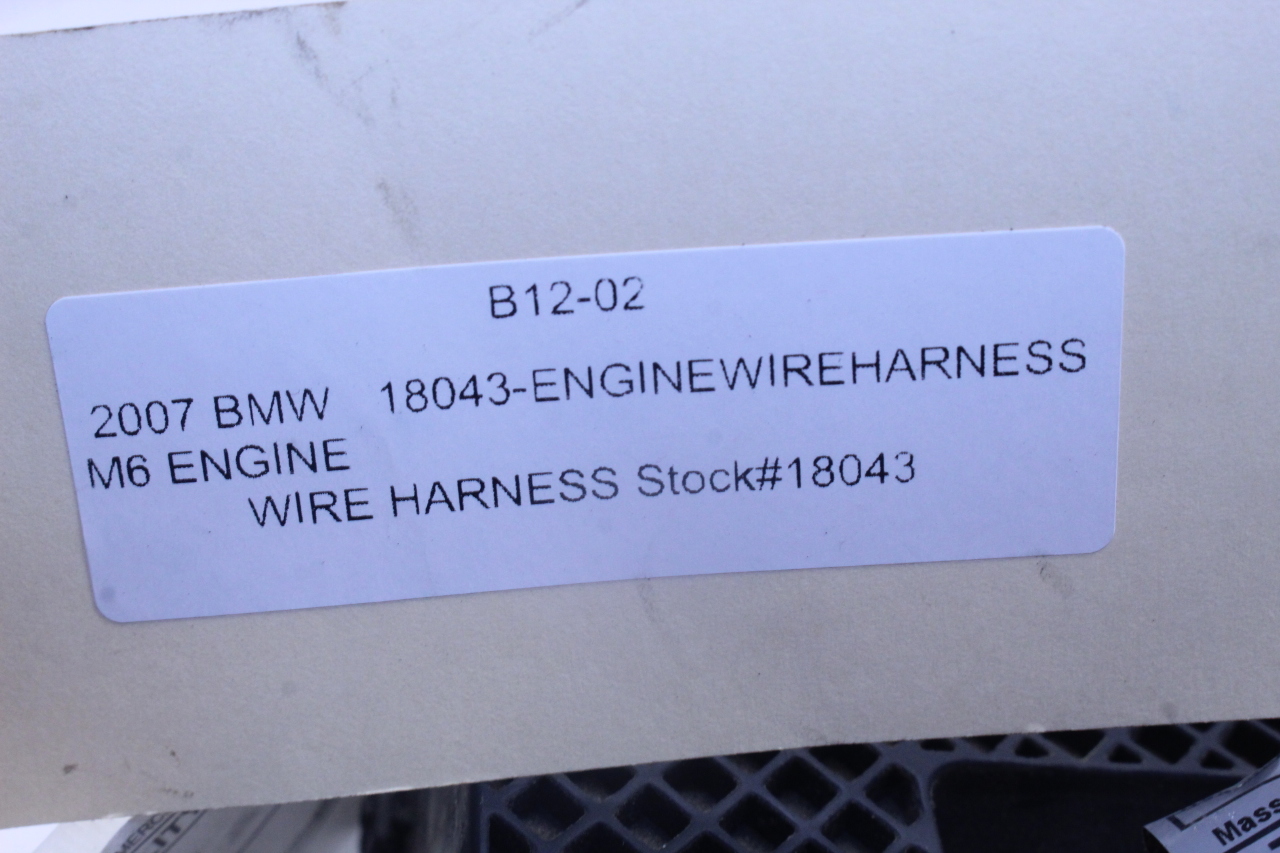 B12-02
2007 BMW 18043-ENGINEWIREHARNESS
M6 ENGINE
WIRE HARNESS Stock#18043
Mass